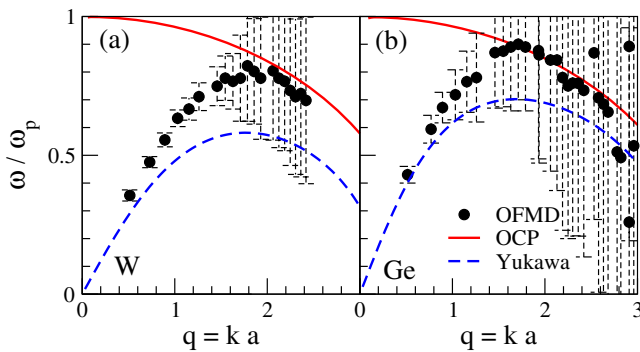 1
0.5
0
ω / ω_p
(a)
(b)
W
Ge
OFMD
OCP
Yukawa
0 1 2 0 1 2 3
q = k a
q = k a